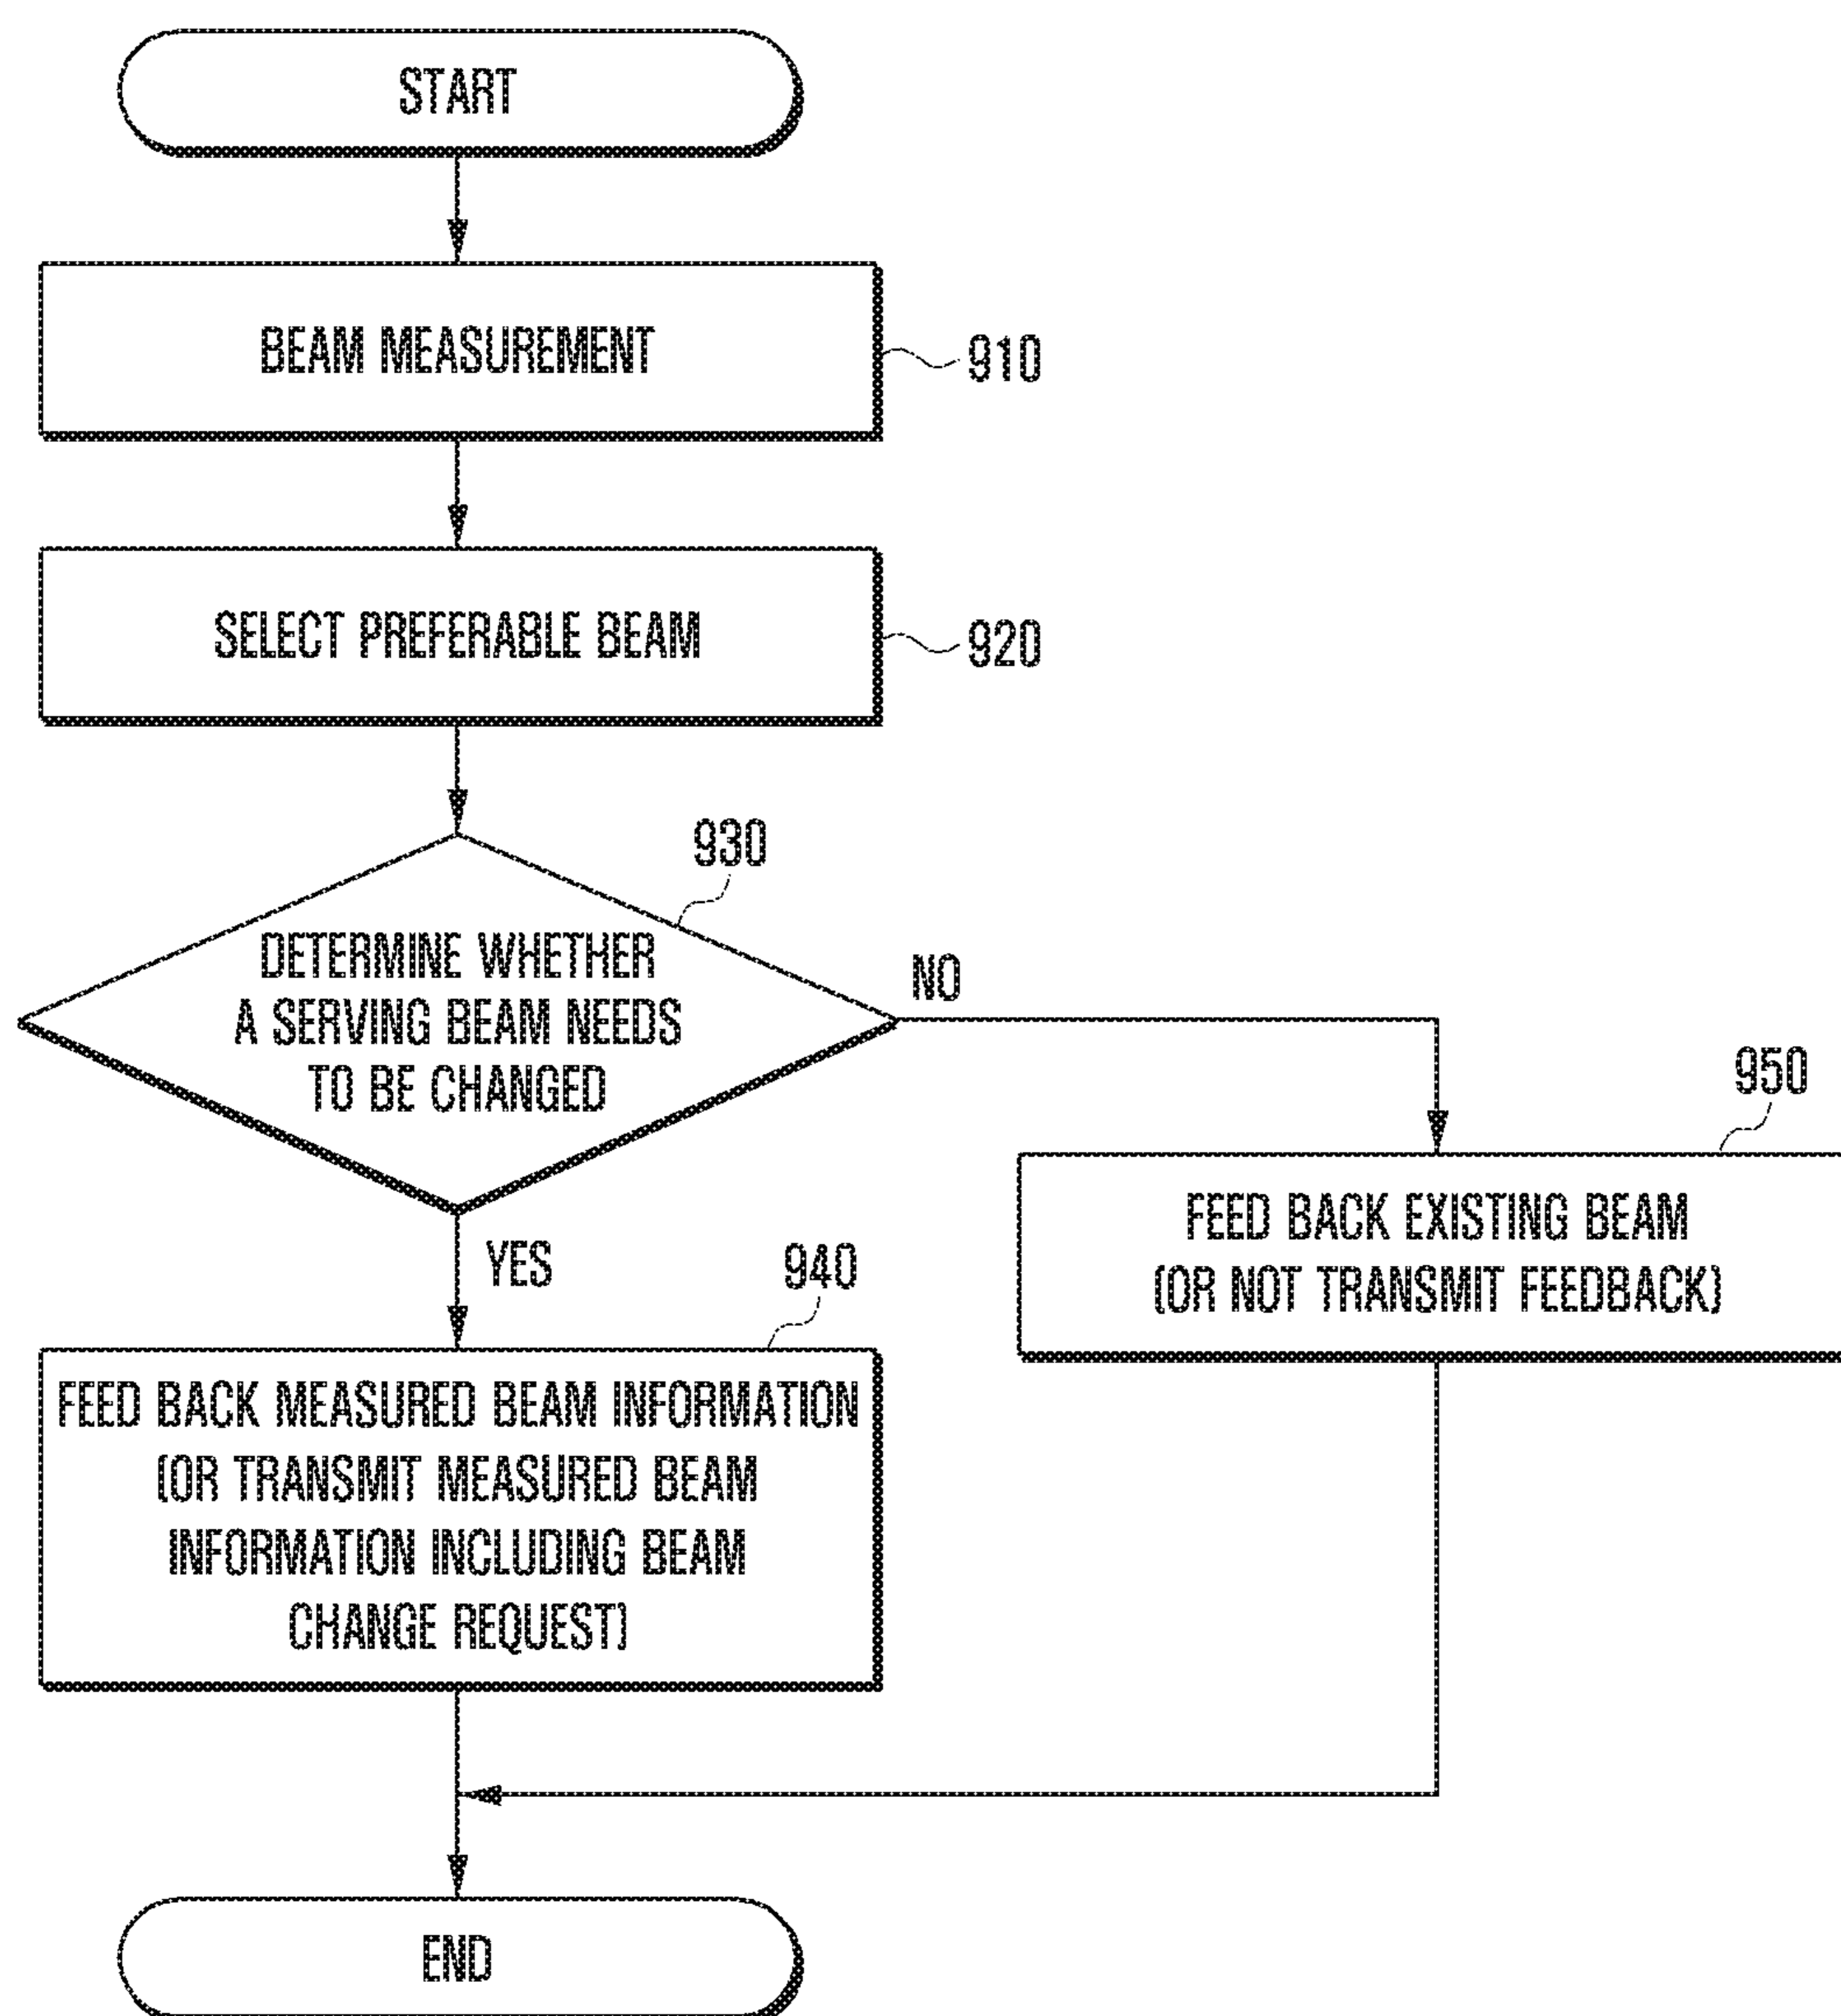 START
BEAM MEASUREMENT
910
SELECT PREFERABLE BEAM
920
930
DETERMINE WHETHER
A SERVING BEAM NEEDS
TO BE CHANGED
NO
YES
950
FEED BACK EXISTING BEAM
(OR NOT TRANSMIT FEEDBACK)
940
FEED BACK MEASURED BEAM INFORMATION
(OR TRANSMIT MEASURED BEAM
INFORMATION INCLUDING BEAM
CHANGE REQUEST)
END